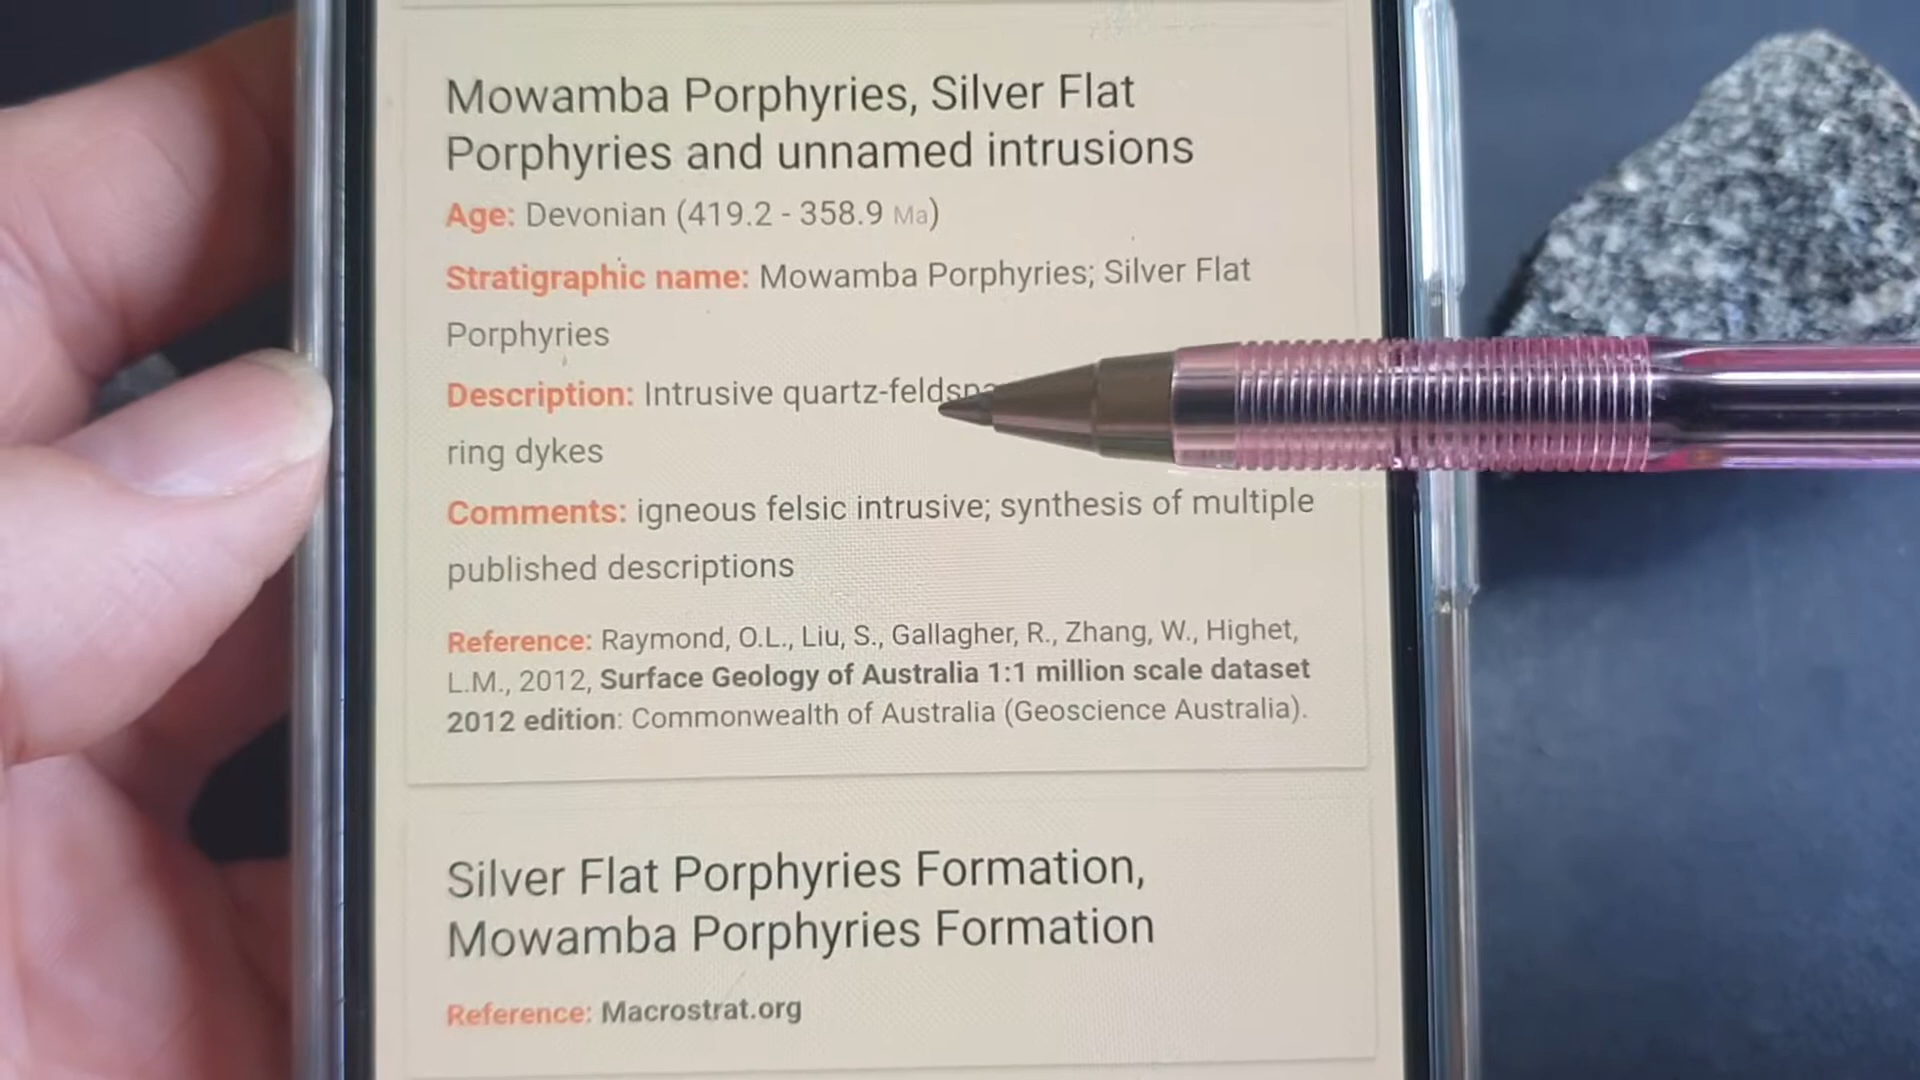 Mowamba Porphyries, Silver Flat
Porphyries and unnamed intrusions
Age: Devonian (419.2 - 358.9 Ma)
Stratigraphic name: Mowamba Porphyries; Silver Flat
Porphyries
Description: Intrusive
ring dykes
Comments: igneous felsic intrusive; synthesis of multiple
published descriptions
Reference: Raymond, O.L., Liu, S., Gallagher, R., Zhang, W., Highet,
L.M., 2012, Surface Geology of Australia 1:1 million scale dataset
2012 edition: Commonwealth of Australia (Geoscience Australia).
Silver Flat Porphyries Formation,
Mowamba Porphyries Formation
Reference: Macrostrat.org